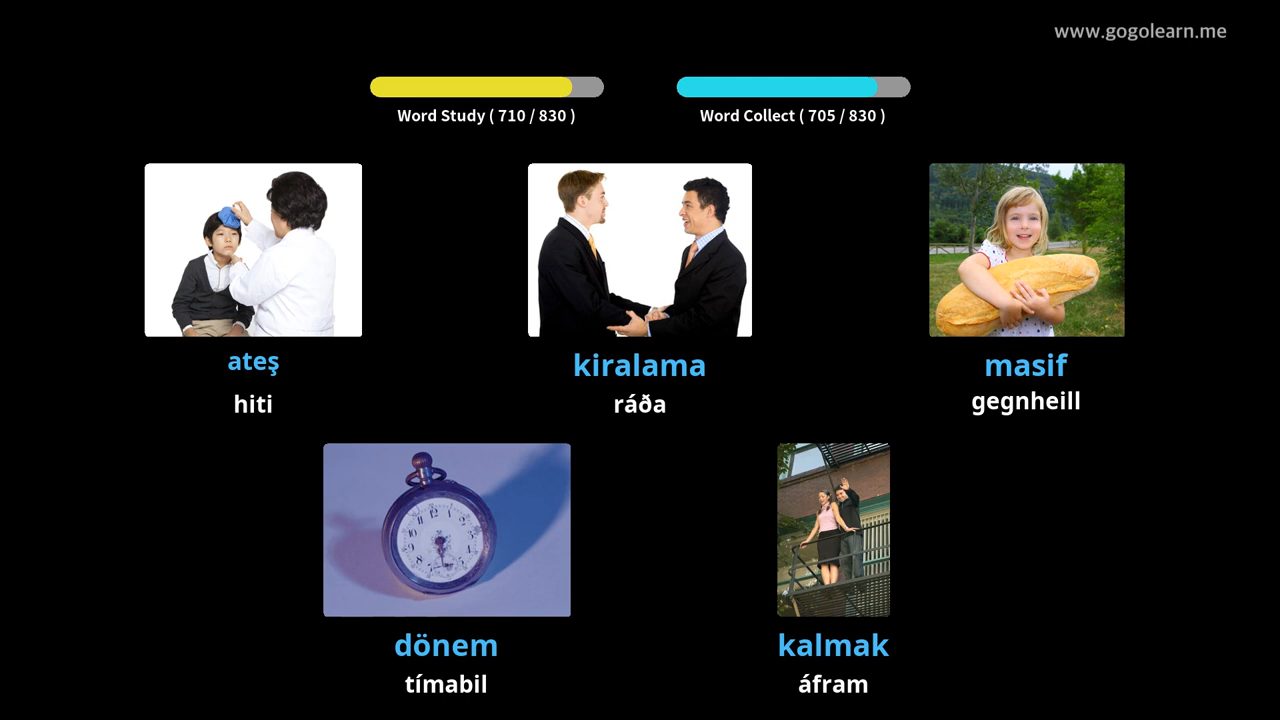 www.gogolearn.me
Word Study ( 710 / 830 )
Word Collect ( 705 / 830 )
ateş
hiti
kiralama
ráða
masif
gegnheill
dönem
tímabil
kalmak
áfram